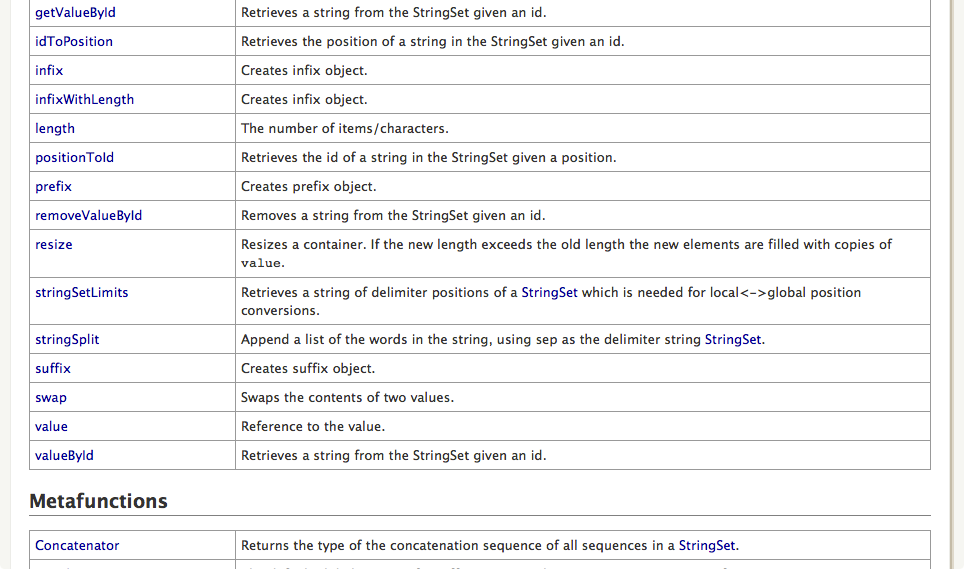 getValueById Retrieves a string from the StringSet given an id.
idToPosition Retrieves the position of a string in the StringSet given an id.
infix Creates infix object.
infixWithLength Creates infix object.
length The number of items/characters.
positionToId Retrieves the id of a string in the StringSet given a position.
prefix Creates prefix object.
removeValueById Removes a string from the StringSet given an id.
resize Resizes a container. If the new length exceeds the old length the new elements are filled with copies of
value.
stringSetLimits Retrieves a string of delimiter positions of a StringSet which is needed for local<->global position
conversions.
stringSplit Append a list of the words in the string, using sep as the delimiter string StringSet.
suffix Creates suffix object.
swap Swaps the contents of two values.
value Reference to the value.
valueById Retrieves a string from the StringSet given an id.
Metafunctions
Concatenator Returns the type of the concatenation sequence of all sequences in a StringSet.